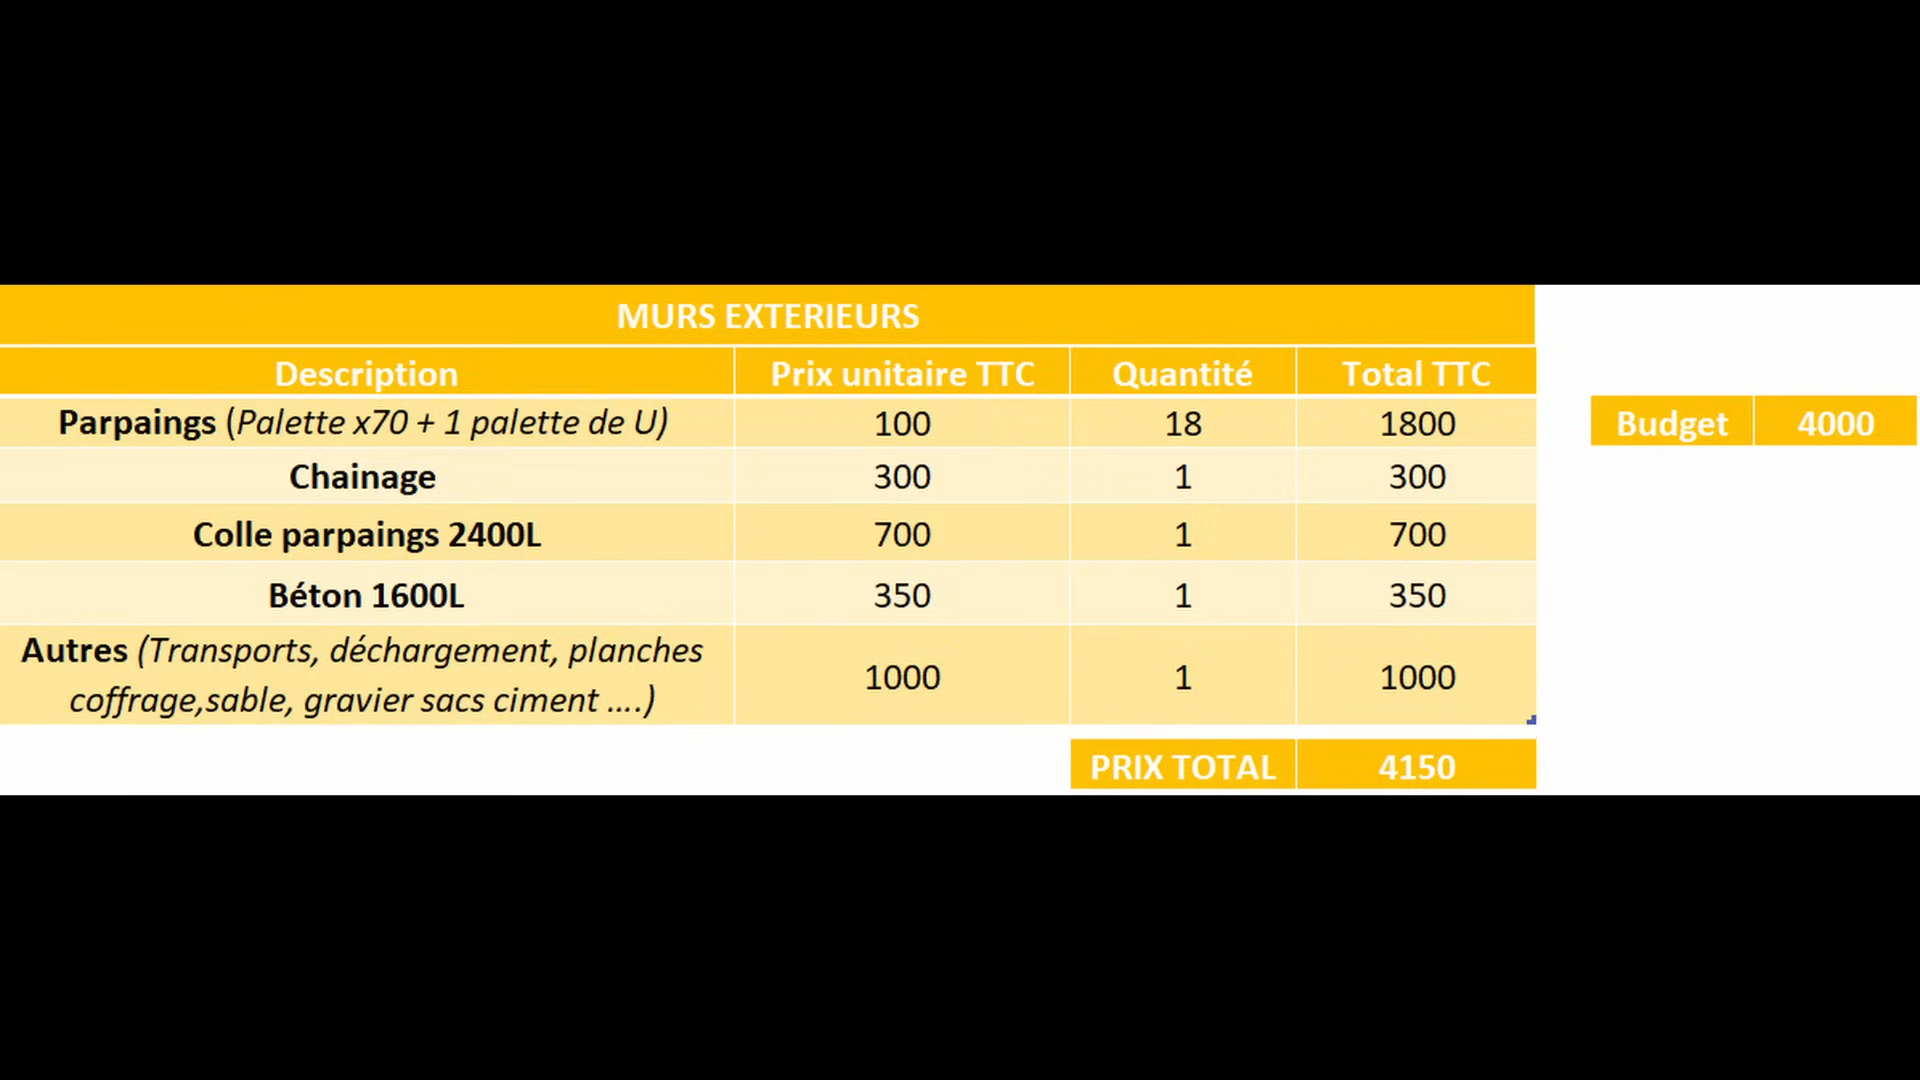 MURS EXTERIEURS
Description Prix unitaire TTC Quantité Total TTC
Parpaings (Palette x70 + 1 palette de U) 100 18 1800
Budget 4000
Chainage 300 1 300
Colle parpaings 2400L 700 1 700
Béton 1600L 350 1 350
Autres (Transports, déchargement, planches
coffrage,sable, gravier sacs ciment ....) 1000 1 1000
PRIX TOTAL 4150